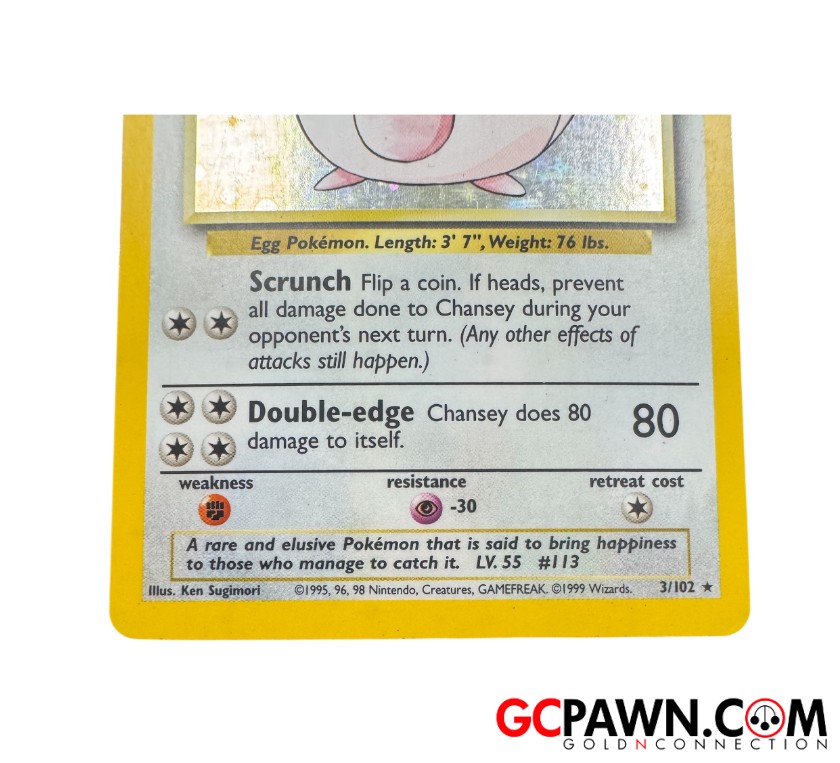 Egg Pokémon. Length: 3' 7", Weight: 76 lbs.
Scrunch Flip a coin. If heads, prevent
all damage done to Chansey during your
opponent's next turn. (Any other effects of
attacks still happen.)
Double-edge Chansey does 80
damage to itself.
80
weakness resistance retreat cost
-30
A rare and elusive Pokémon that is said to bring happiness
to those who manage to catch it. LV. 55 #113
Illus. Ken Sugimori ©1995, 96, 98 Nintendo, Creatures, GAMEFREAK. ©1999 Wizards. 3/102 ★
GCPAWN.COM
GOLDNCONNECTION